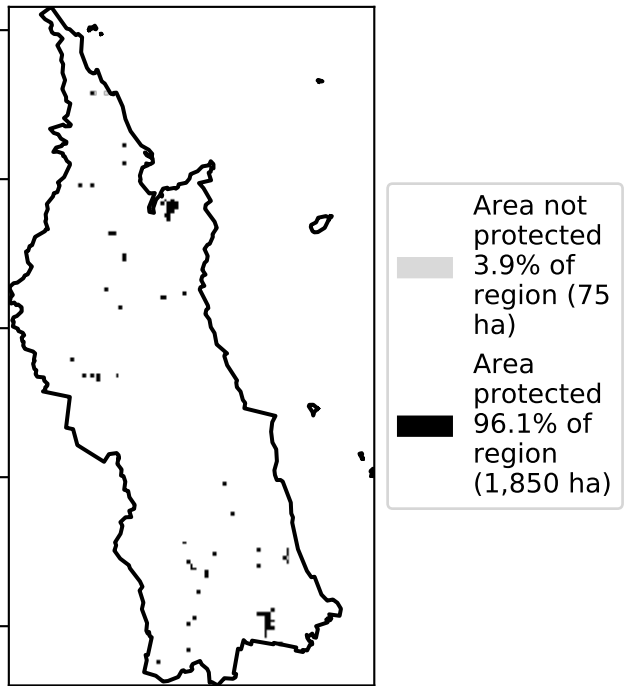 Area not
protected
3.9% of
region (75
ha)
Area
protected
96.1% of
region
(1,850 ha)